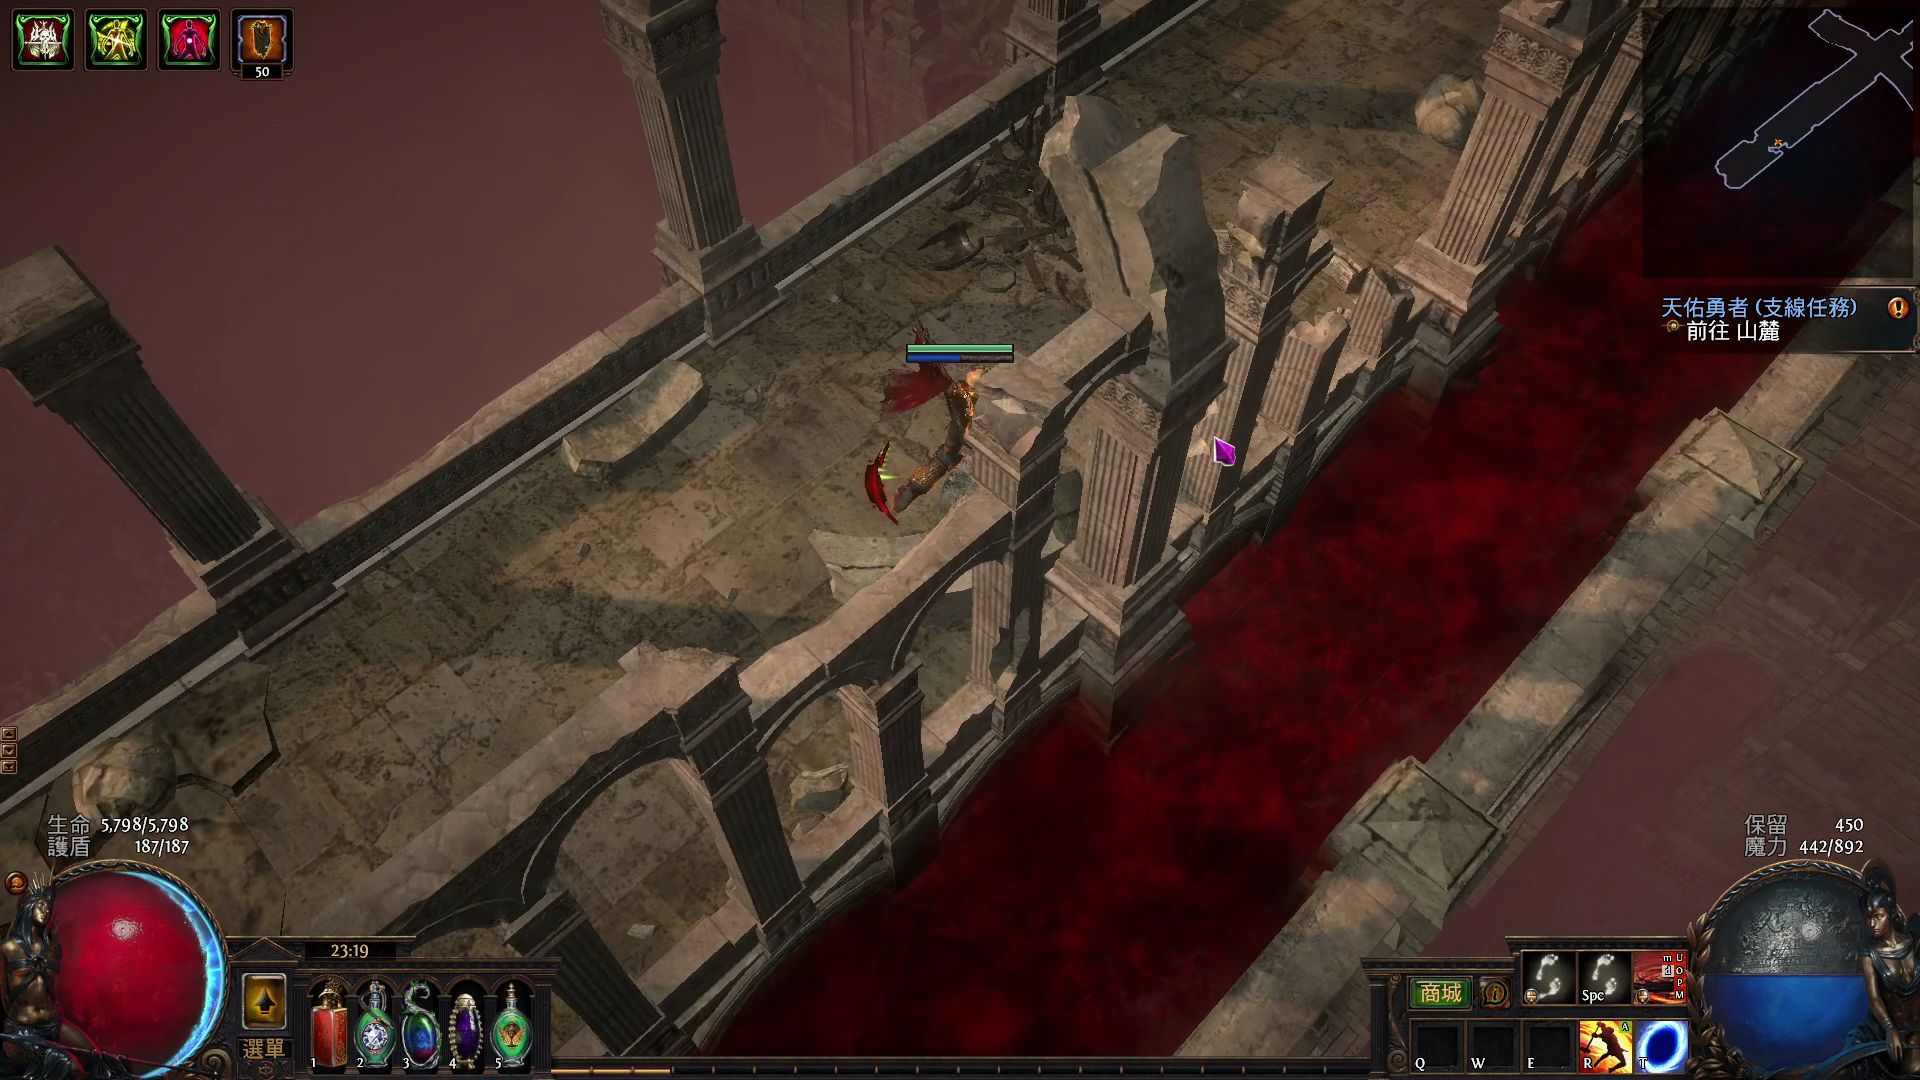 50
天佑勇者 (支線任務)
前往 山麓
生命 5,798/5,798
護盾 187/187
保留 450
魔力 442/892
23:19
選單
1 2 3 4 5
商城
Spc
m U
d O
P
M
A
Q W E R T